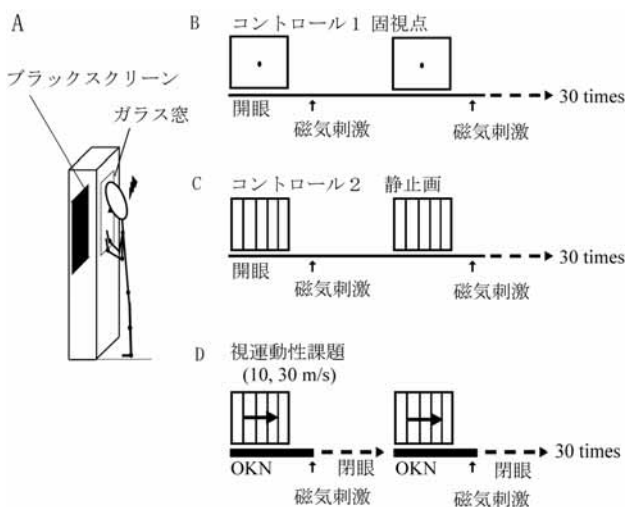 A
ブラックスクリーン
ガラス窓
B コントロール1 固視点
開眼
磁気刺激
磁気刺激
30 times
C コントロール2 静止画
開眼
磁気刺激
磁気刺激
30 times
D 視運動性課題
(10, 30 m/s)
OKN 閉眼 OKN 閉眼
磁気刺激
磁気刺激
30 times